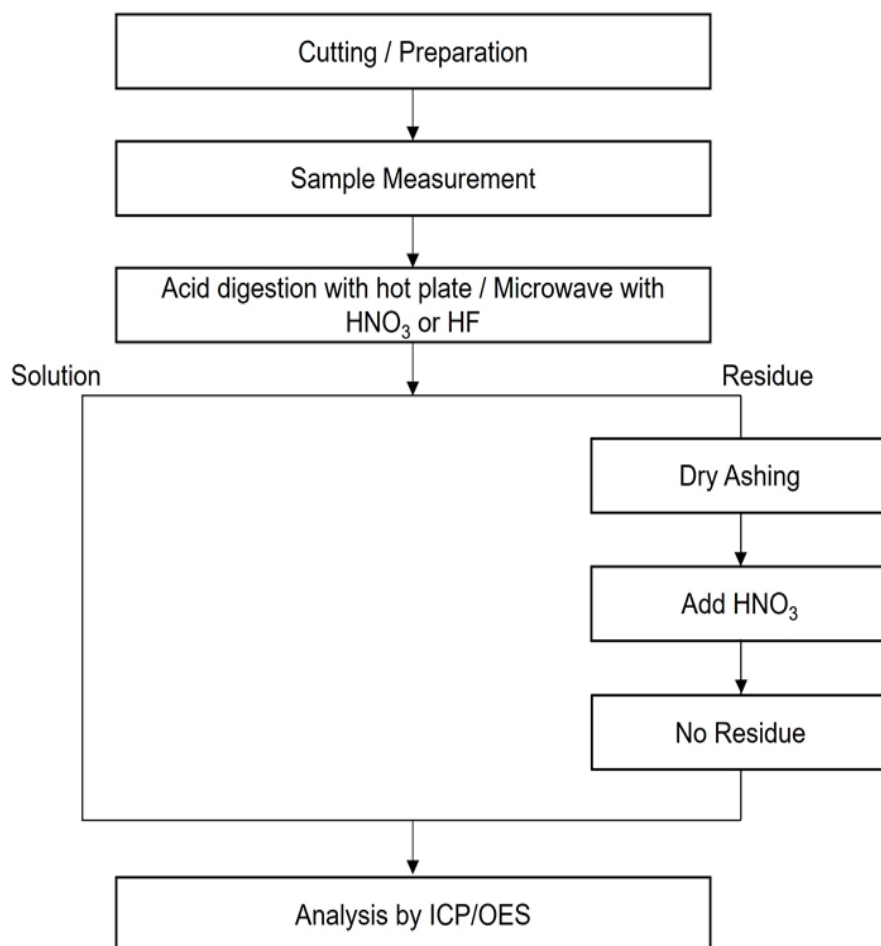 Cutting / Preparation
Sample Measurement
Acid digestion with hot plate / Microwave with
HNO₃ or HF
Solution
Residue
Dry Ashing
Add HNO₃
No Residue
Analysis by ICP/OES